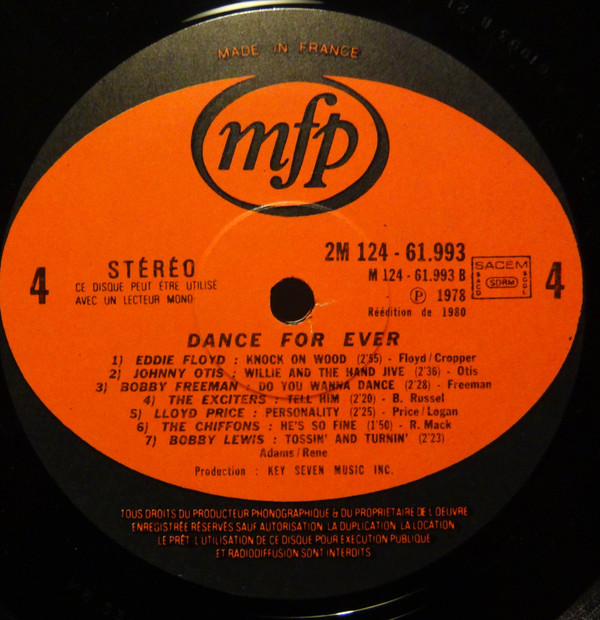 MADE IN FRANCE
mfp
4
STÉRÉO
CE DISQUE PEUT ÊTRE UTILISÉ
AVEC UN LECTEUR MONO
2M 124 - 61.993
M 124 - 61.993 B
℗ 1978
Réédition de 1980
SACEM
SACD
SDRM
SCGL
4
DANCE FOR EVER
1) EDDIE FLOYD : KNOCK ON WOOD (2'55) - Floyd/Cropper
2) JOHNNY OTIS : WILLIE AND THE HAND JIVE (2'36) - Otis
3) BOBBY FREEMAN : DO YOU WANNA DANCE (2'28) - Freeman
4) THE EXCITERS : TELL HIM (2'20) - B. Russel
5) LLOYD PRICE : PERSONALITY (2'25) - Price/Logan
6) THE CHIFFONS : HE'S SO FINE (1'50) - R. Mack
7) BOBBY LEWIS : TOSSIN' AND TURNIN' (2'23)
Adams/Rene
Production : KEY SEVEN MUSIC INC.
TOUS DROITS DU PRODUCTEUR PHONOGRAPHIQUE & DU PROPRIETAIRE DE L OEUVRE
ENREGISTRÉE RÉSERVÉS SAUF AUTORISATION LA DUPLICATION LA LOCATION
LE PRÊT L UTILISATION DE CE DISQUE POUR EXECUTION PUBLIQUE
ET RADIODIFFUSION SONT INTERDITS